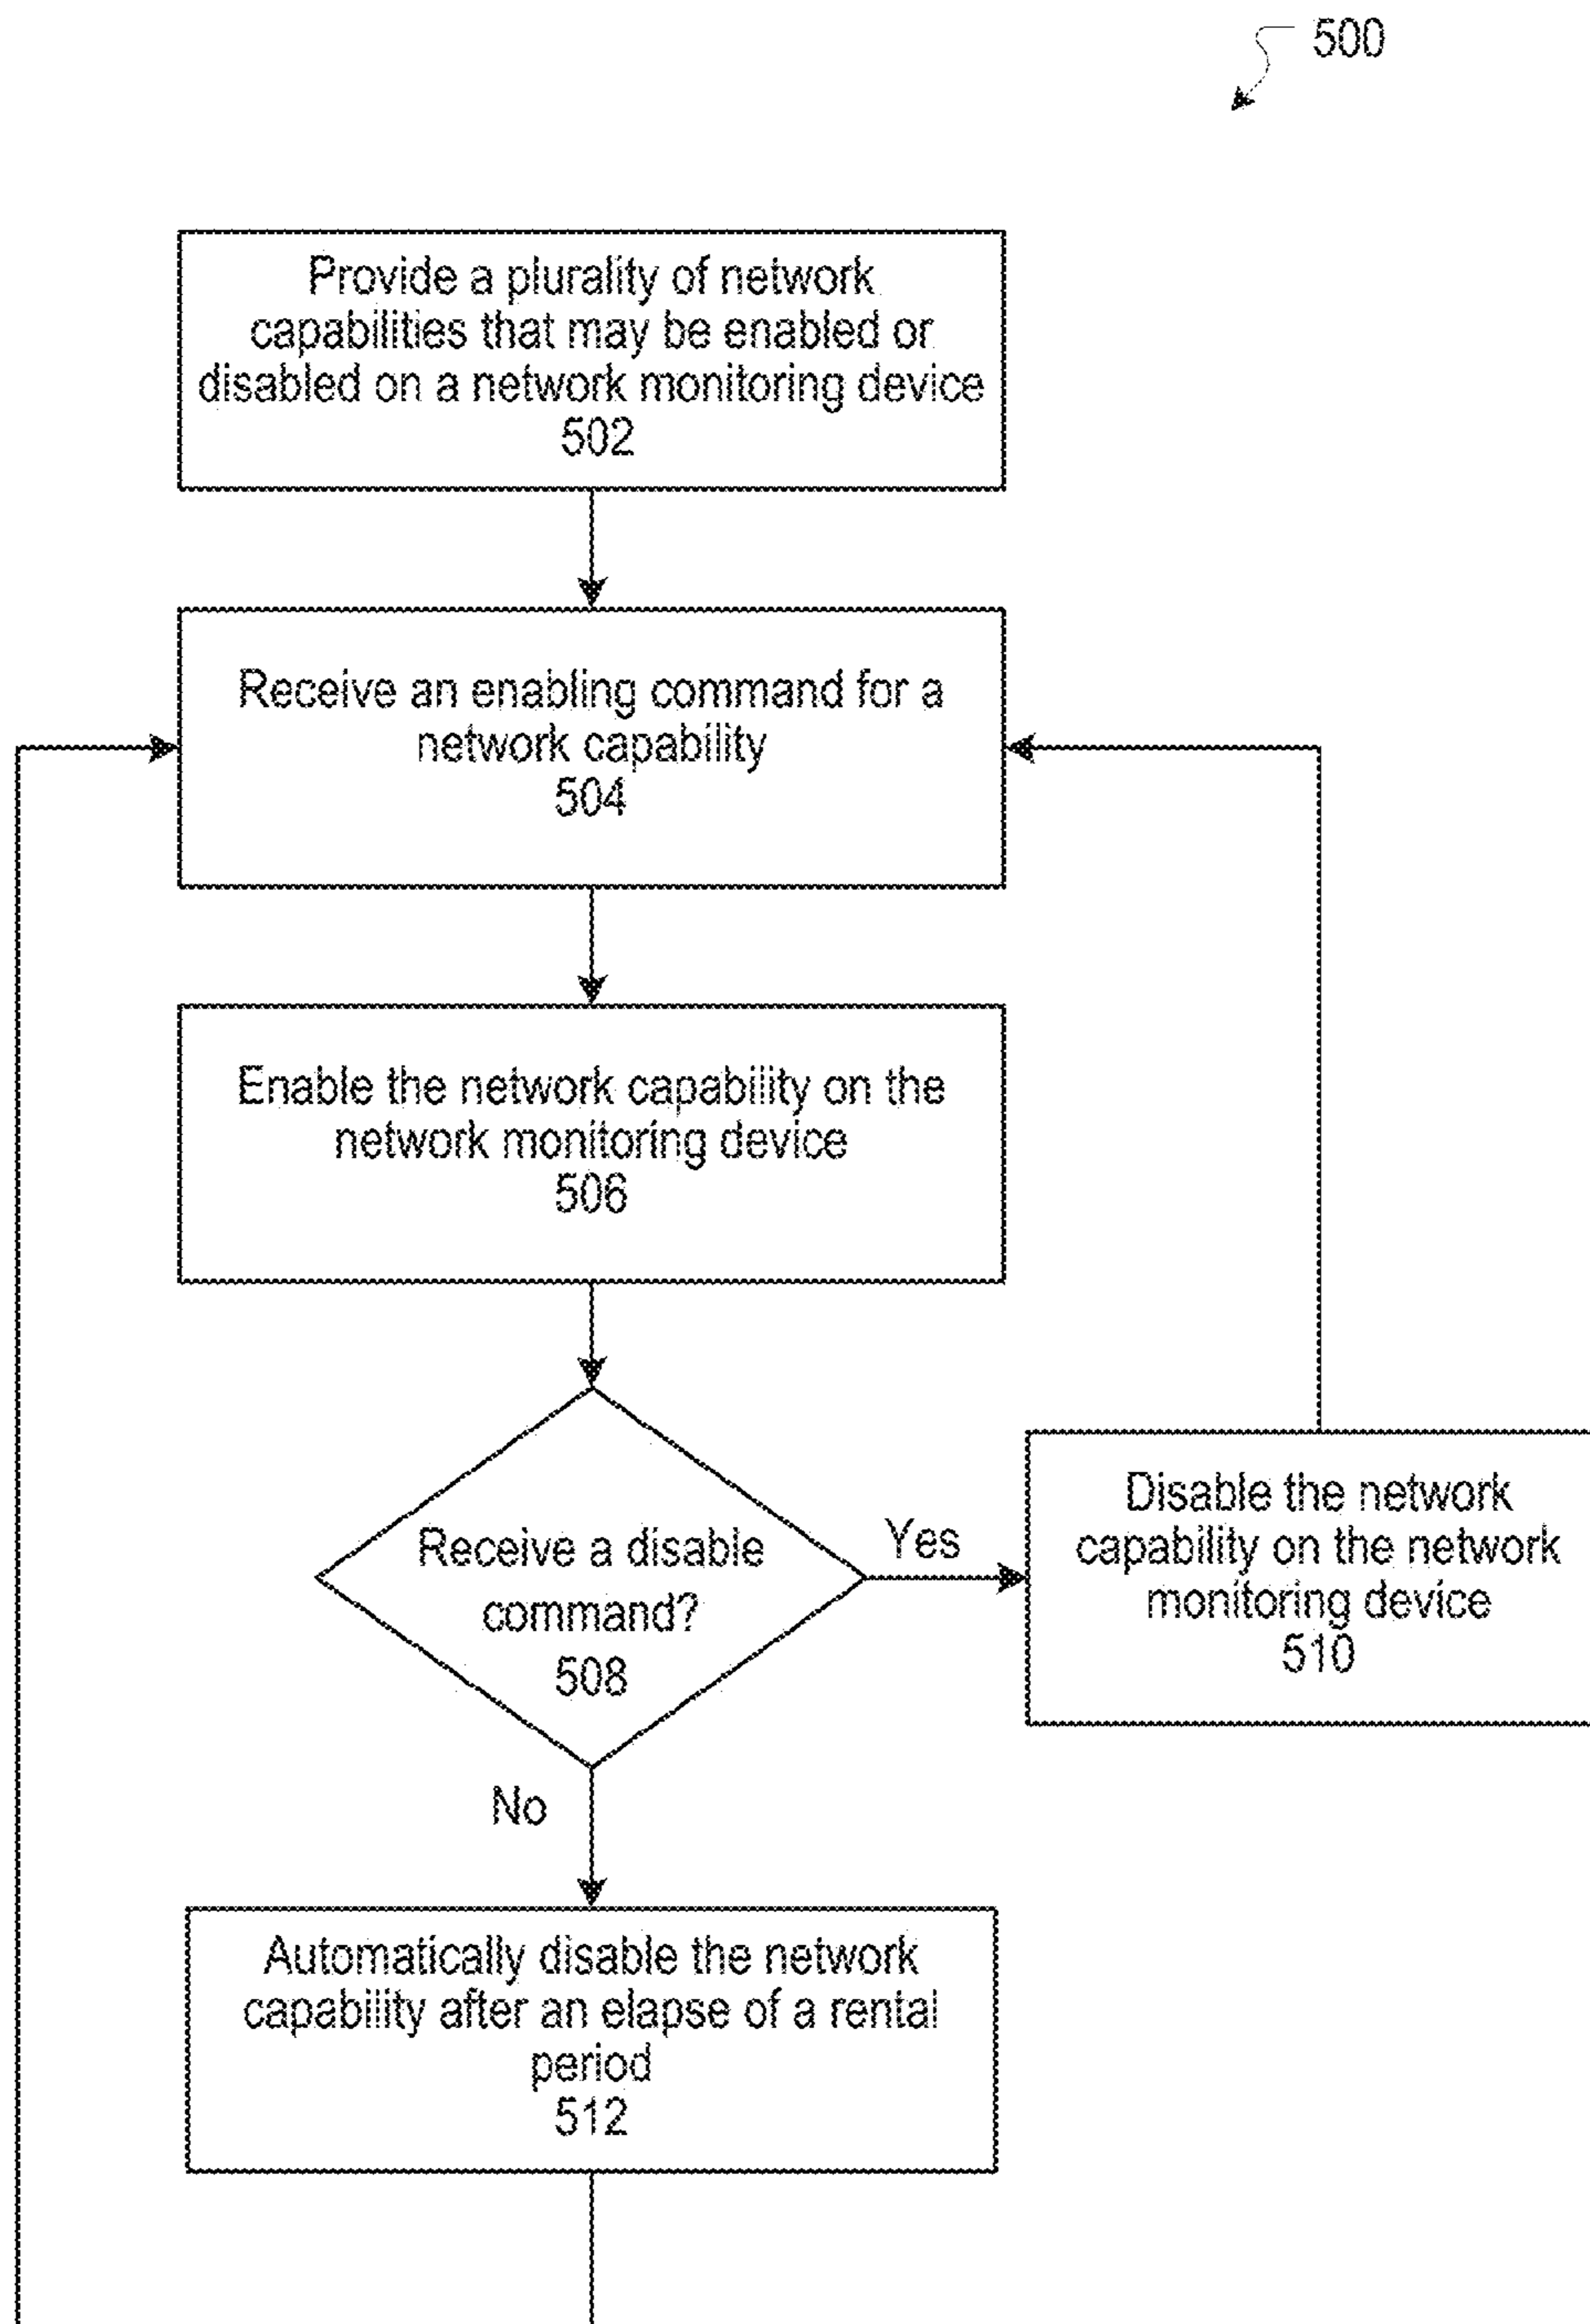 500
Provide a plurality of network
capabilities that may be enabled or
disabled on a network monitoring device
502
Receive an enabling command for a
network capability
504
Enable the network capability on the
network monitoring device
506
Receive a disable
command?
508
Yes
Disable the network
capability on the network
monitoring device
510
No
Automatically disable the network
capability after an elapse of a rental
period
512